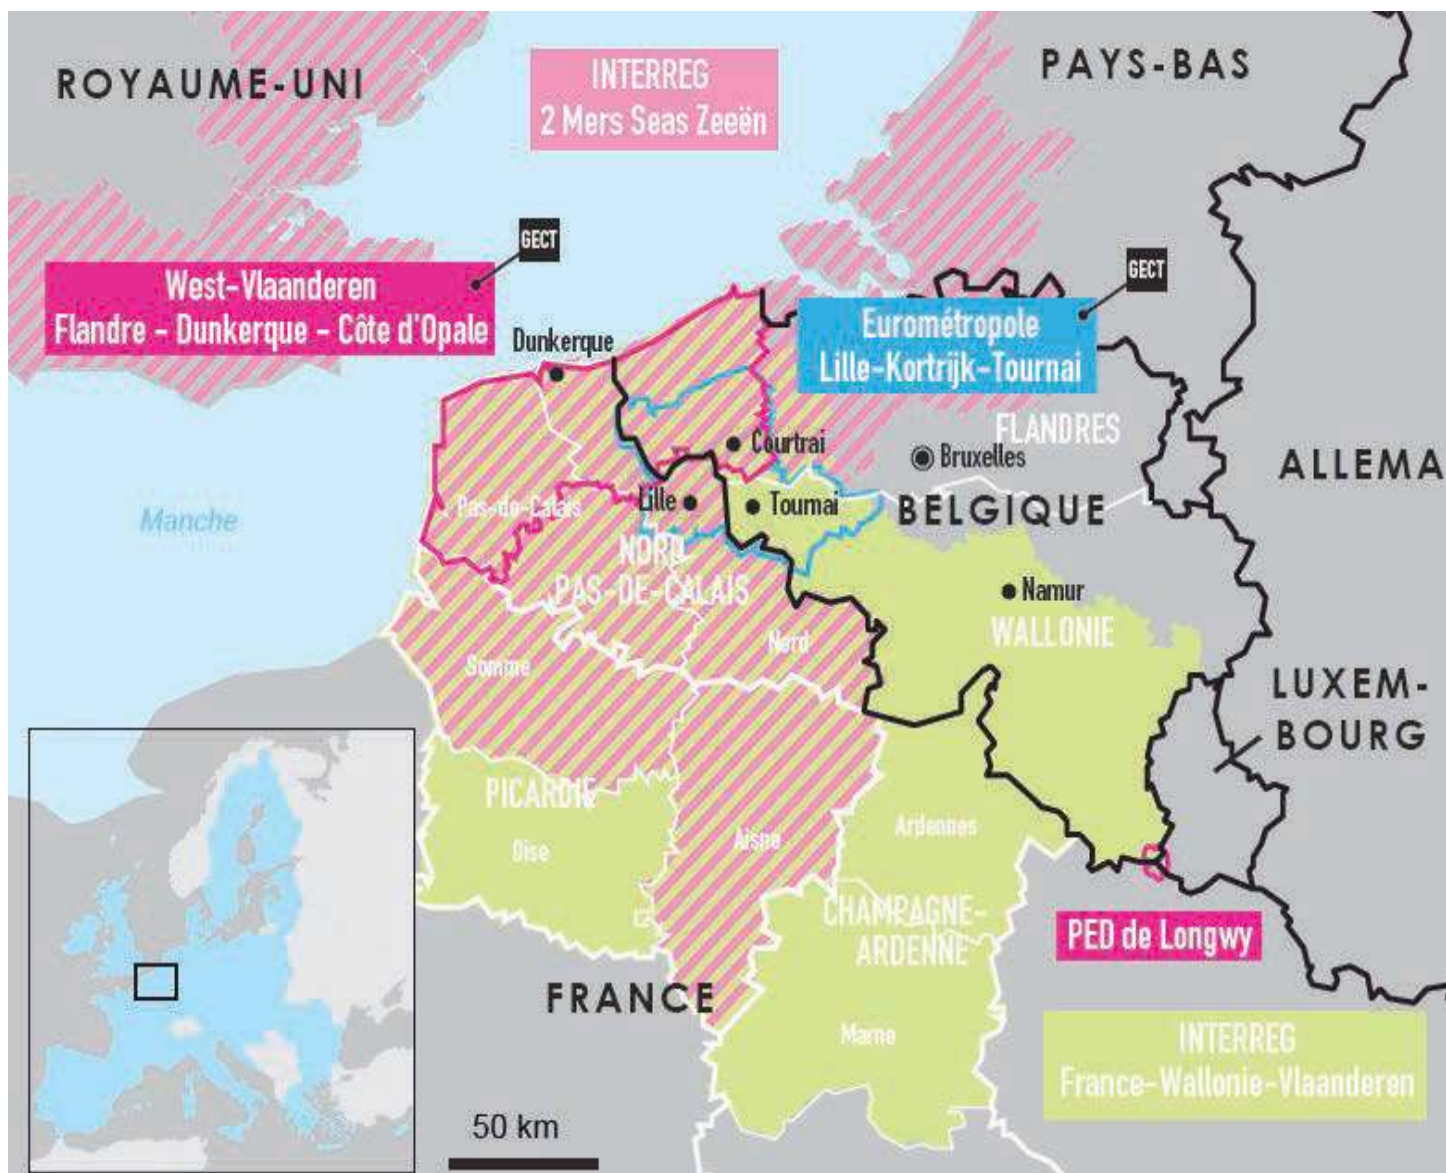 ROYAUME-UNI
INTERREG
2 Mers Seas Zeeën
PAYS-BAS
GECT
West-Vlaanderen
Flandre - Dunkerque - Côte d'Opale
GECT
Eurométropole
Lille-Kortrijk-Tournai
Dunkerque
Courtrai
FLANDRES
Bruxelles
ALLEMA
Manche
Pas-de-Calais
Lille
Tournai
BELGIQUE
NORD
PAS-DE-CALAIS
Namur
WALLONIE
Nord
Somme
LUXEM-
BOURG
PICARDIE
Oise
Aisne
Ardennes
CHAMPAGNE-
ARDENNE
PED de Longwy
FRANCE
Marne
INTERREG
France-Wallonie-Vlaanderen
50 km